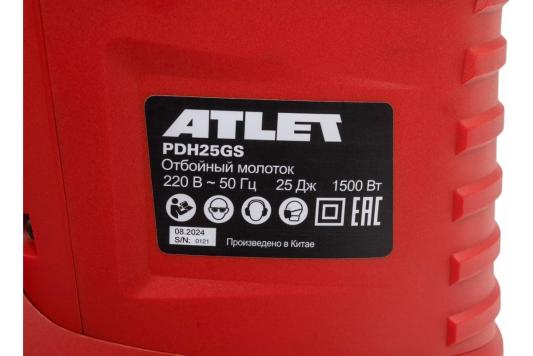 ATLET
PDH25GS
Отбойный молоток
220 В ~ 50 Гц 25 Дж 1500 Вт
EAC
08.2024
S/N: 0121
Произведено в Китае